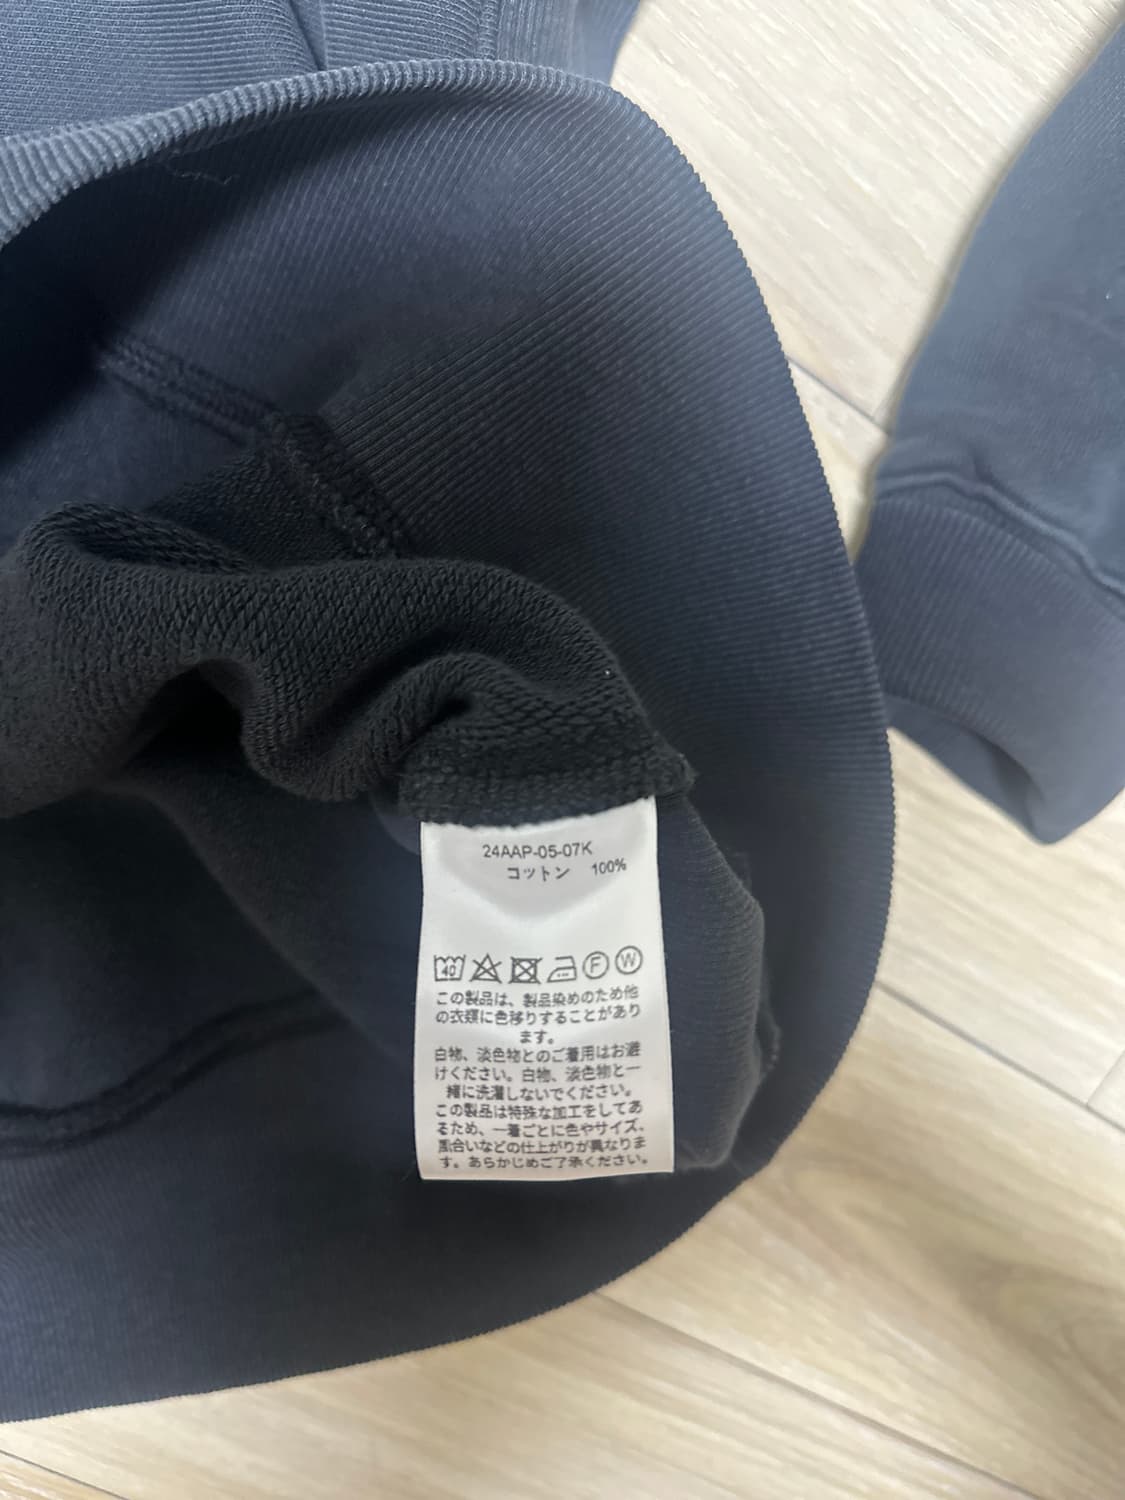 24AAP-05-07K
コットン 100%
40 F W
この製品は、製品染めのため他
の衣類に色移りすることがあり
ます。
白物、淡色物とのご着用はお避
けください。白物、淡色物と一
緒に洗濯しないでください。
この製品は特殊な加工をしてあ
るため、一着ごとに色やサイズ、
風合いなどの仕上がりが異なりま
す。あらかじめご了承ください。